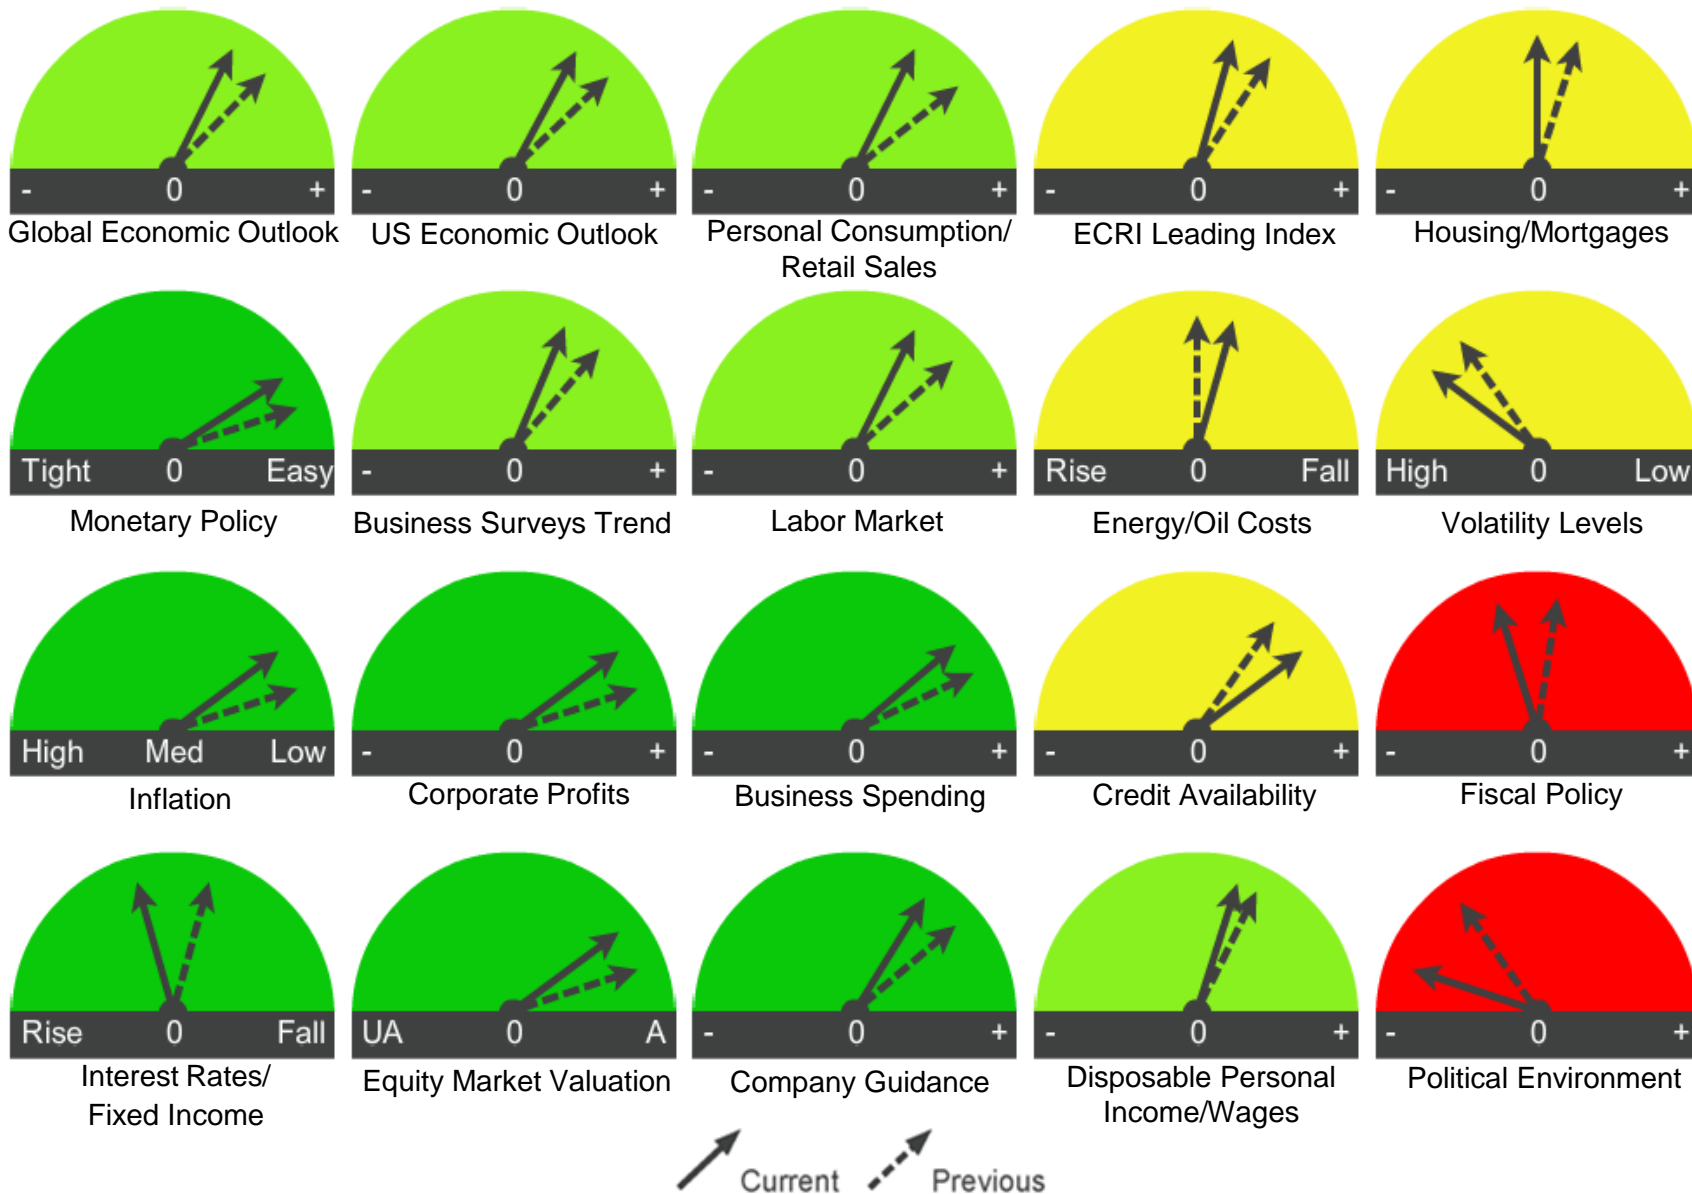 - 0 +
- 0 +
- 0 +
- 0 +
- 0 +
Global Economic Outlook
US Economic Outlook
Personal Consumption/
Retail Sales
ECRI Leading Index
Housing/Mortgages
Tight 0 Easy
- 0 +
- 0 +
Rise 0 Fall
High 0 Low
Monetary Policy
Business Surveys Trend
Labor Market
Energy/Oil Costs
Volatility Levels
High Med Low
- 0 +
- 0 +
- 0 +
- 0 +
Inflation
Corporate Profits
Business Spending
Credit Availability
Fiscal Policy
Rise 0 Fall
UA 0 A
- 0 +
- 0 +
- 0 +
Interest Rates/
Fixed Income
Equity Market Valuation
Company Guidance
Disposable Personal
Income/Wages
Political Environment
Current Previous